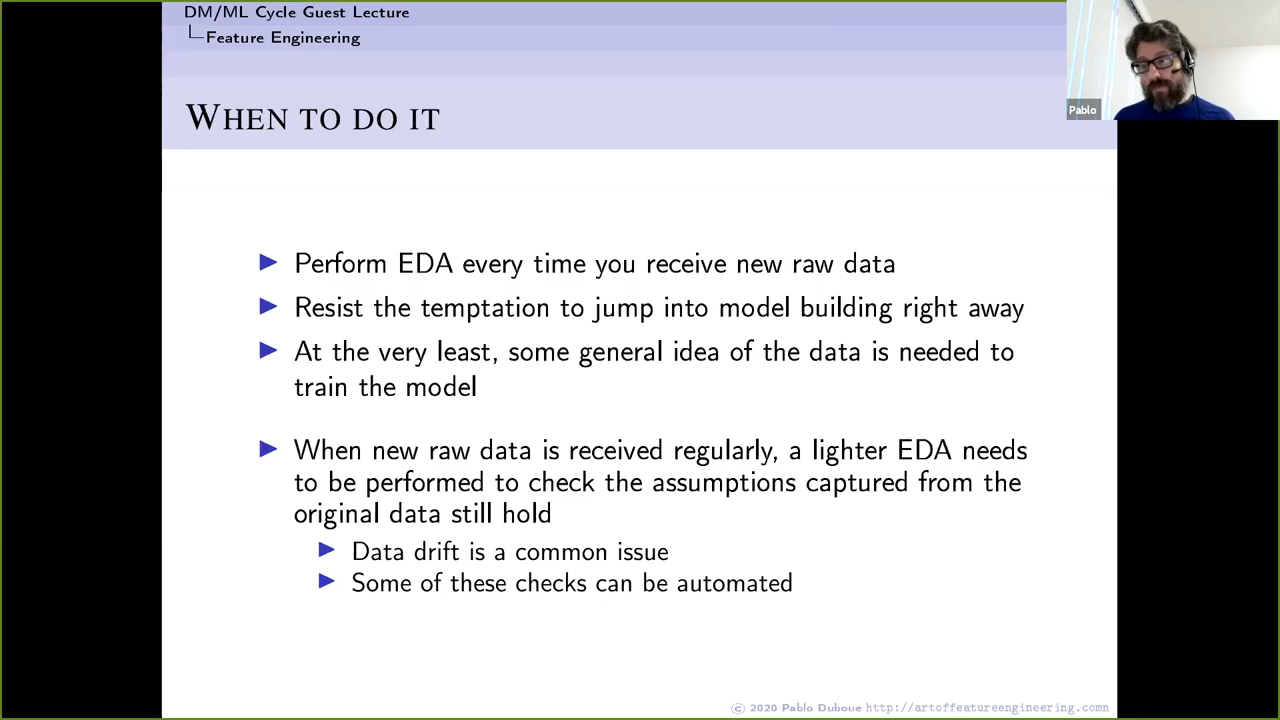 DM/ML Cycle Guest Lecture
Feature Engineering
Pablo
WHEN TO DO IT
Perform EDA every time you receive new raw data
Resist the temptation to jump into model building right away
At the very least, some general idea of the data is needed to
train the model
When new raw data is received regularly, a lighter EDA needs
to be performed to check the assumptions captured from the
original data still hold
Data drift is a common issue
Some of these checks can be automated
© 2020 Pablo Duboue http://artoffeatureengineering.comn